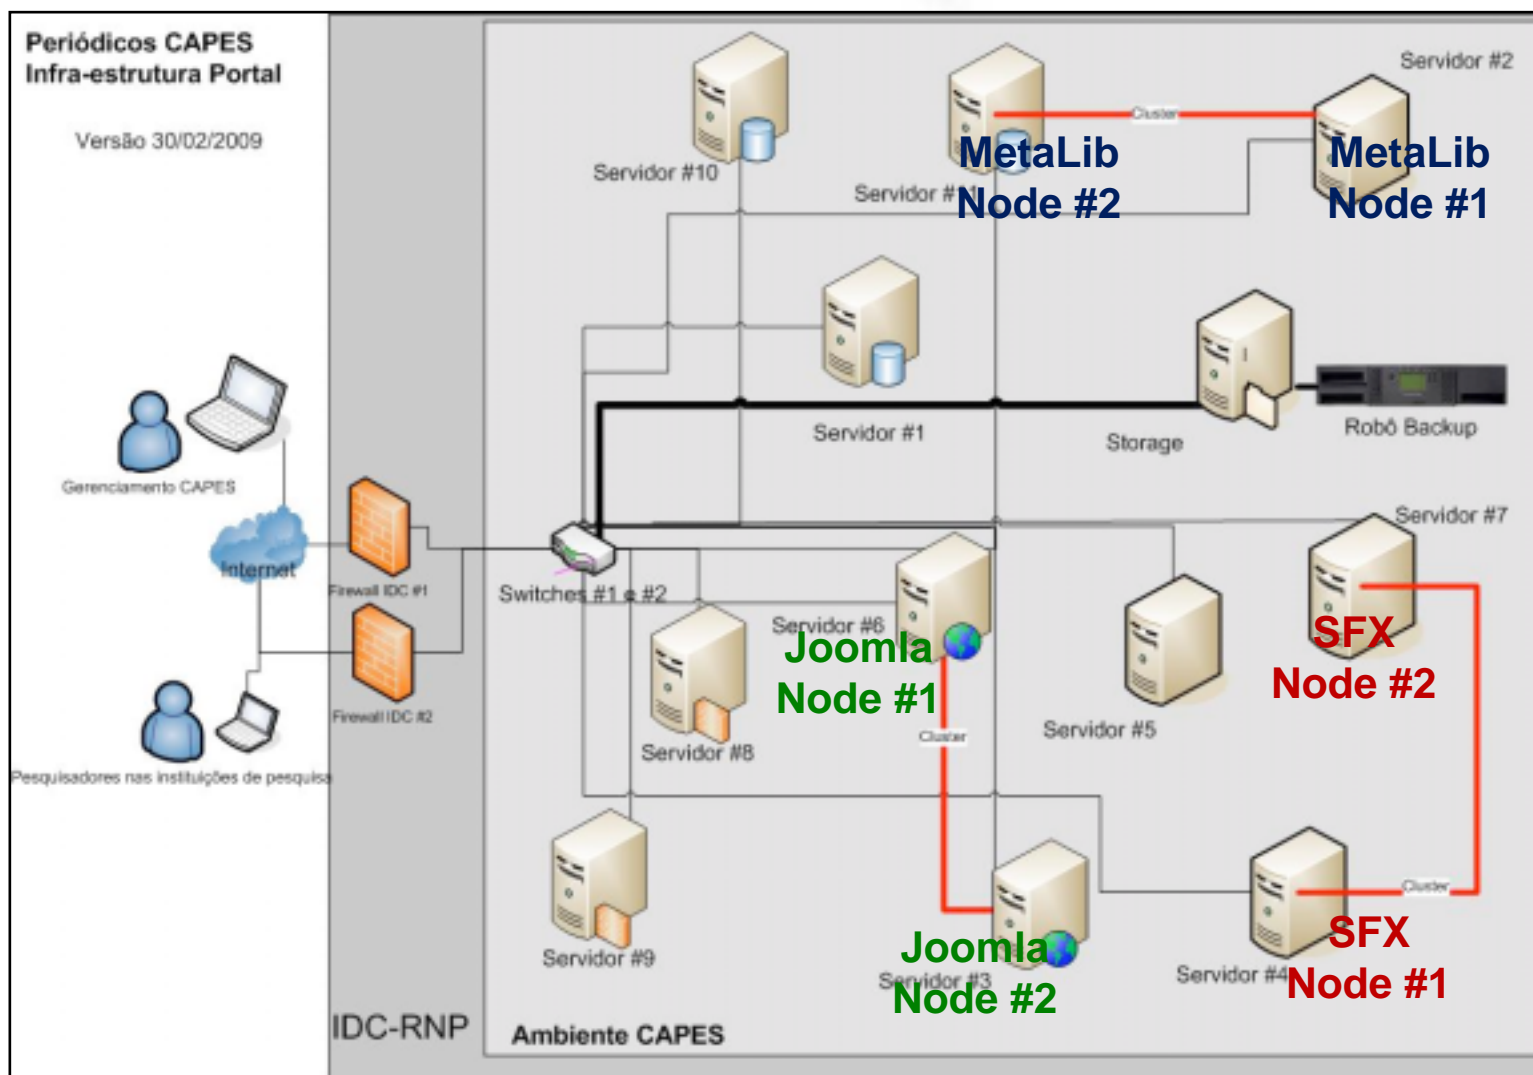 Periódicos CAPES
Infra-estrutura Portal
Versão 30/02/2009
Servidor #2
Cluster
Servidor #10
Servidor #11
MetaLib
Node #2
MetaLib
Node #1
Servidor #1
Storage
Robô Backup
Gerenciamento CAPES
Internet
Firewall IDC #1
Switches #1 e #2
Servidor #7
Servidor #6
Joomla
Node #1
SFX
Node #2
Firewall IDC #2
Servidor #8
Cluster
Servidor #5
Pesquisadores nas instituições de pesquisa
Cluster
Servidor #9
Joomla
Servidor #3
Node #2
Servidor #4
SFX
Node #1
IDC-RNP
Ambiente CAPES